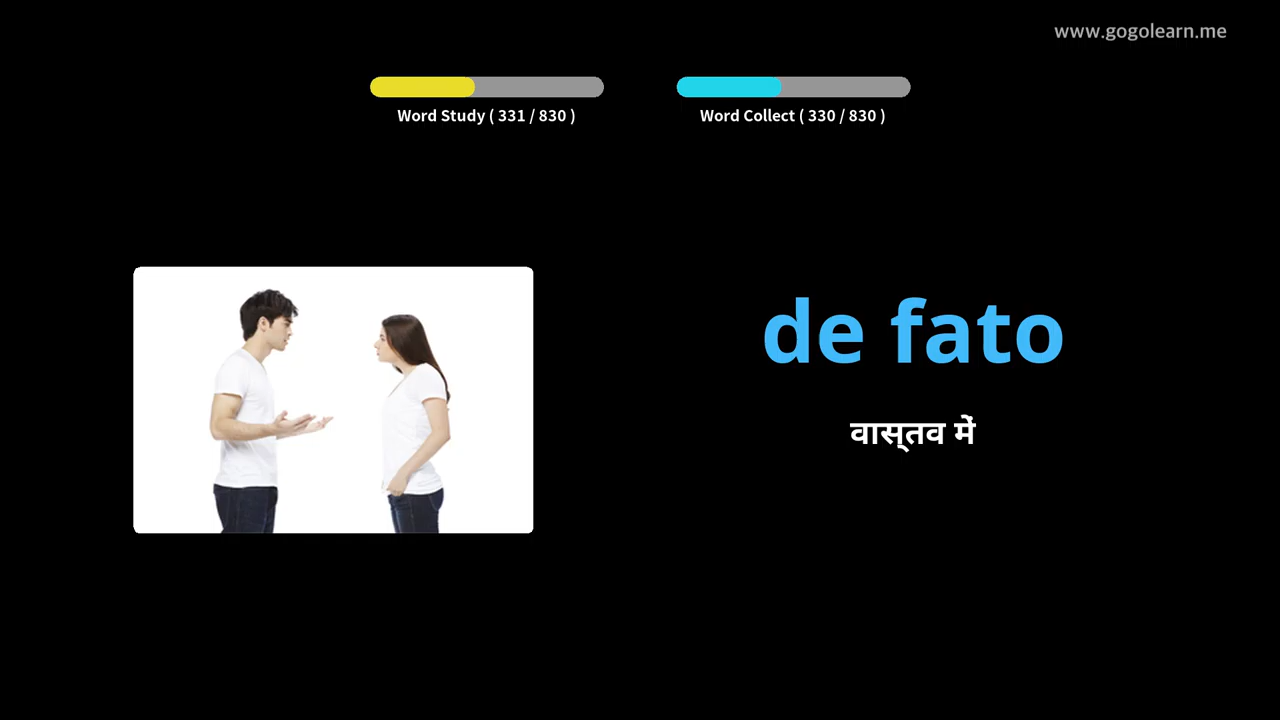 www.gogolearn.me
Word Study ( 331 / 830 )
Word Collect ( 330 / 830 )
de fato
वास्तव में